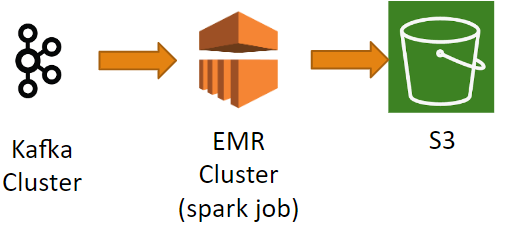 Kafka
Cluster
EMR
Cluster
(spark job)
S3